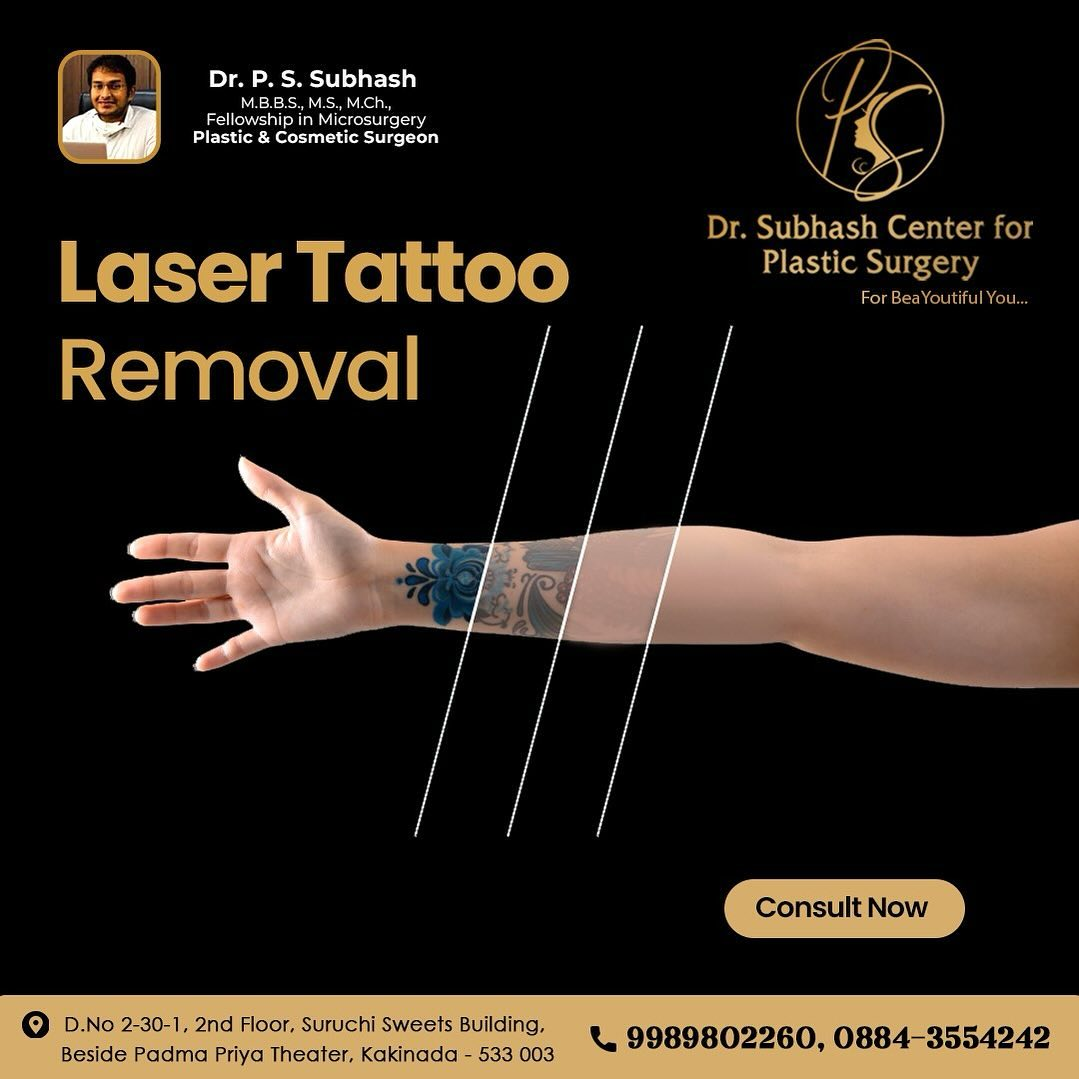 Dr. P. S. Subhash
M.B.B.S., M.S., M.Ch.,
Fellowship in Microsurgery
Plastic & Cosmetic Surgeon
PS
Dr. Subhash Center for
Plastic Surgery
For BeaYoutiful You...
Laser Tattoo
Removal
Consult Now
D.No 2-30-1, 2nd Floor, Suruchi Sweets Building,
Beside Padma Priya Theater, Kakinada - 533 003
9989802260, 0884-3554242